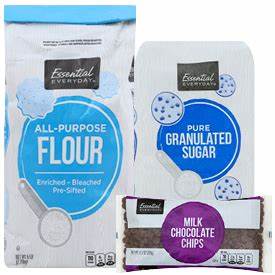 Essential
EVERYDAY
ALL-PURPOSE
FLOUR
Enriched - Bleached
Pre-Sifted
Essential
EVERYDAY
PURE
GRANULATED
SUGAR
Essential
EVERYDAY
MILK
CHOCOLATE
CHIPS